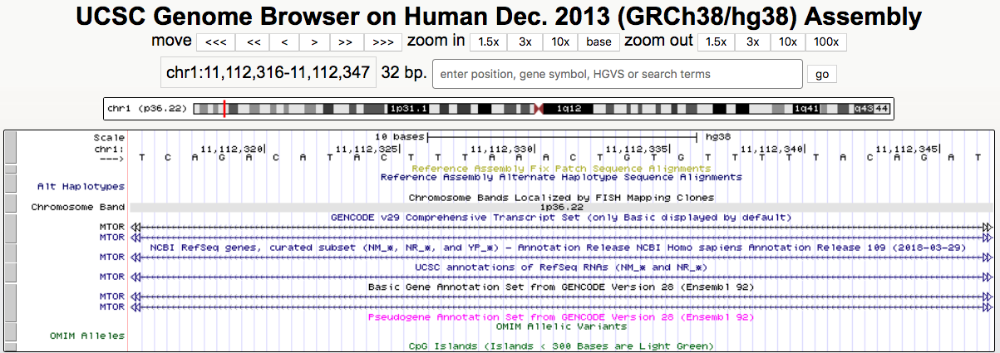 UCSC Genome Browser on Human Dec. 2013 (GRCh38/hg38) Assembly
move <<< << < > >> >>> zoom in 1.5x 3x 10x base zoom out 1.5x 3x 10x 100x
chr1:11,112,316-11,112,347 32 bp. enter position, gene symbol, HGVS or search terms go
chr1 (p36.22) 1p31.1 1q12 1q41 q43 44
Scale 10 bases hg38
chr1: 11,112,320 11,112,325 11,112,330 11,112,335 11,112,340 11,112,345
---> T C A G A C A T A C T T T A A A C T G T G T T T T T A C A G A T
Reference Assembly Fix Patch Sequence Alignments
Reference Assembly Alternate Haplotype Sequence Alignments
Alt Haplotypes
Chromosome Bands Localized by FISH Mapping Clones
Chromosome Band 1p36.22
GENCODE v29 Comprehensive Transcript Set (only Basic displayed by default)
MTOR
MTOR
NCBI RefSeq genes, curated subset (NM_*, NR_*, and YP_*) - Annotation Release NCBI Homo sapiens Annotation Release 109 (2018-03-29)
MTOR
UCSC annotations of RefSeq RNAs (NM_* and NR_*)
MTOR
Basic Gene Annotation Set from GENCODE Version 28 (Ensembl 92)
MTOR
MTOR
Pseudogene Annotation Set from GENCODE Version 28 (Ensembl 92)
OMIM Allelic Variants
OMIM Alleles
CpG Islands (Islands < 300 Bases are Light Green)